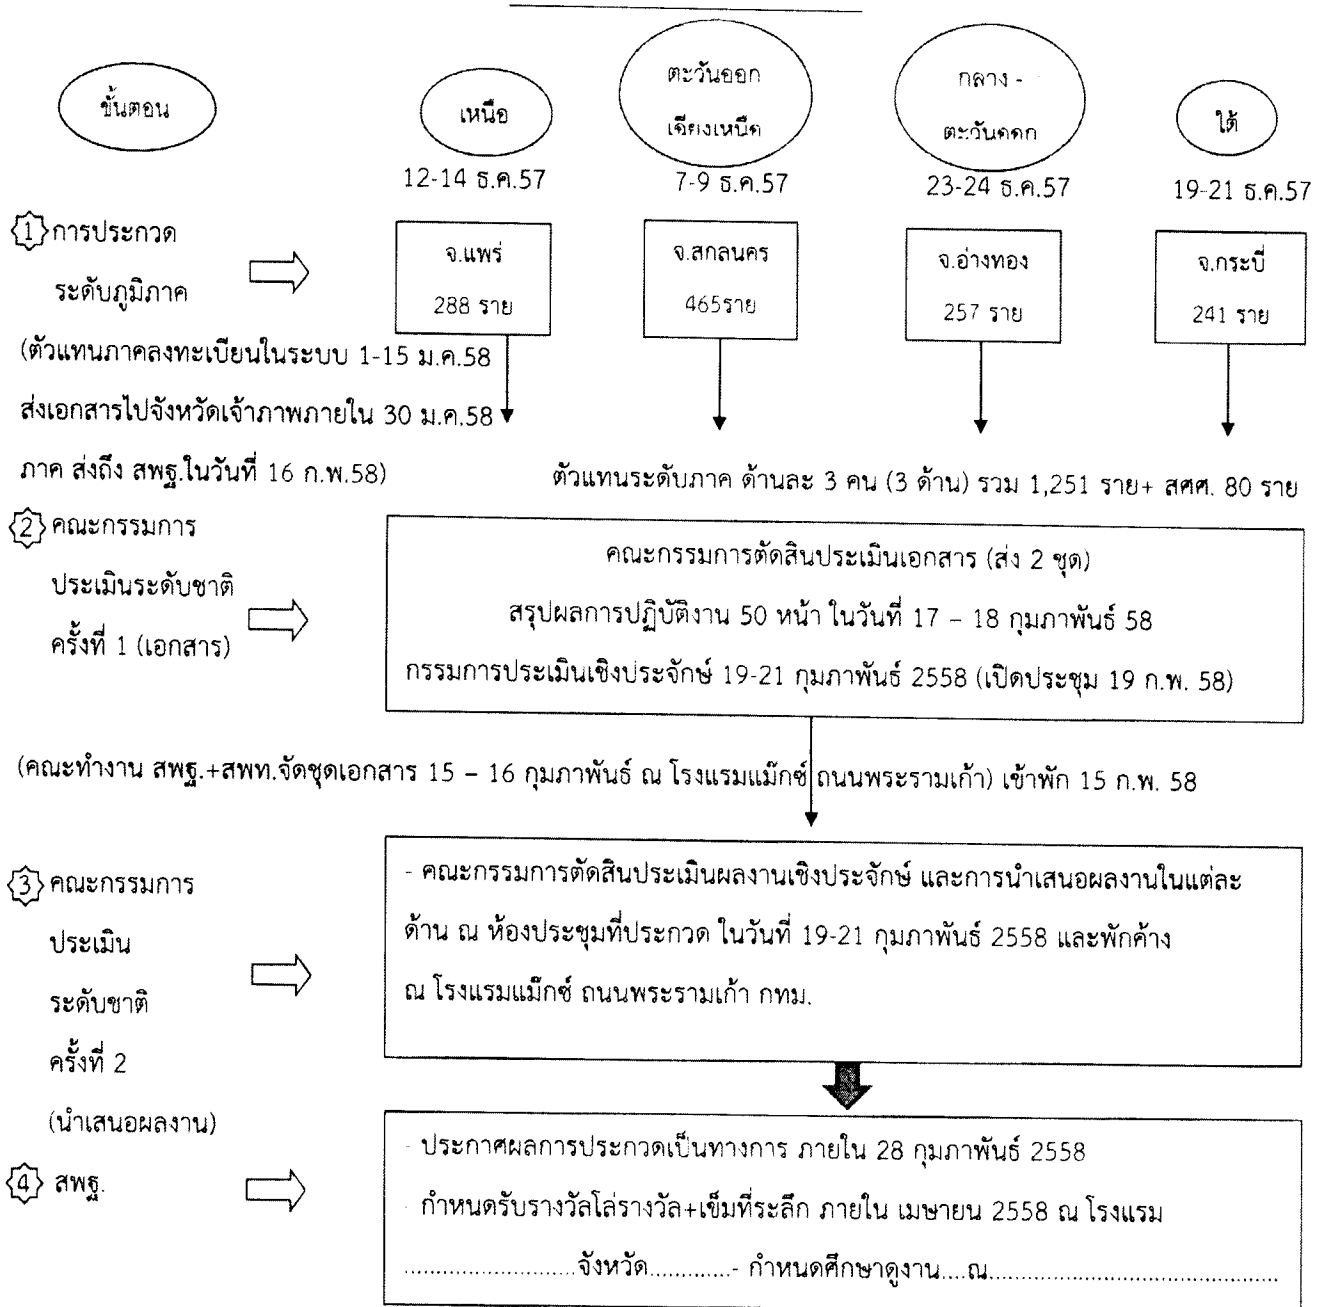 ขั้นตอน
เหนือ
ตะวันออก
เฉียงเหนือ
กลาง -
ตะวันออก
ใต้
12-14 ธ.ค.57
7-9 ธ.ค.57
23-24 ธ.ค.57
19-21 ธ.ค.57
1 การประกวด
ระดับภูมิภาค
จ.แพร่
288 ราย
จ.สกลนคร
465ราย
จ.อ่างทอง
257 ราย
จ.กระบี่
241 ราย
(ตัวแทนภาคลงทะเบียนในระบบ 1-15 ม.ค.58
ส่งเอกสารไปจังหวัดเจ้าภาพภายใน 30 ม.ค.58
ภาค ส่งถึง สพฐ.ในวันที่ 16 ก.พ.58)
ตัวแทนระดับภาค ด้านละ 3 คน (3 ด้าน) รวม 1,251 ราย+ สศศ. 80 ราย
2 คณะกรรมการ
ประเมินระดับชาติ
ครั้งที่ 1 (เอกสาร)
คณะกรรมการตัดสินประเมินเอกสาร (ส่ง 2 ชุด)
สรุปผลการปฏิบัติงาน 50 หน้า ในวันที่ 17 – 18 กุมภาพันธ์ 58
กรรมการประเมินเชิงประจักษ์ 19-21 กุมภาพันธ์ 2558 (เปิดประชุม 19 ก.พ. 58)
(คณะทำงาน สพฐ.+สพท.จัดชุดเอกสาร 15 – 16 กุมภาพันธ์ ณ โรงแรมแม๊กซ์ ถนนพระรามเก้า) เข้าพัก 15 ก.พ. 58
3 คณะกรรมการ
ประเมิน
ระดับชาติ
ครั้งที่ 2
(นำเสนอผลงาน)
- คณะกรรมการตัดสินประเมินผลงานเชิงประจักษ์ และการนำเสนอผลงานในแต่ละ
ด้าน ณ ห้องประชุมที่ประกวด ในวันที่ 19-21 กุมภาพันธ์ 2558 และพักค้าง
ณ โรงแรมแม๊กซ์ ถนนพระรามเก้า กทม.
4 สพฐ.
- ประกาศผลการประกวดเป็นทางการ ภายใน 28 กุมภาพันธ์ 2558
- กำหนดรับรางวัลโล่รางวัล+เข็มที่ระลึก ภายใน เมษายน 2558 ณ โรงแรม
...........................จังหวัด.............- กำหนดศึกษาดูงาน....ณ..............................................